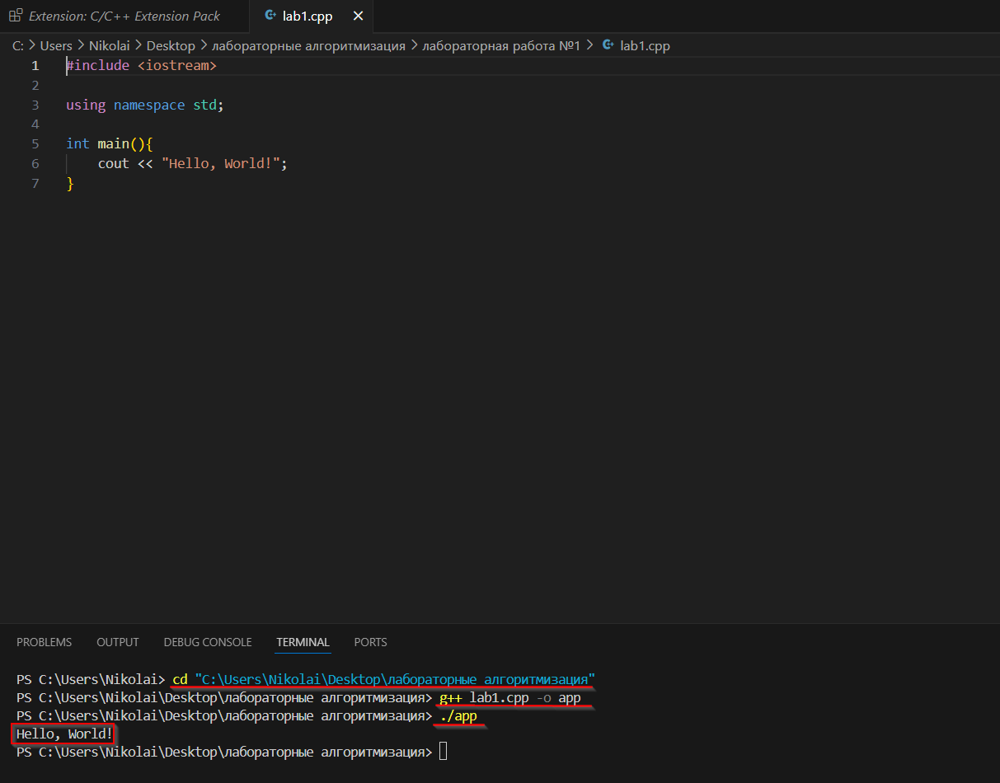 Extension: C/C++ Extension Pack lab1.cpp
C: > Users > Nikolai > Desktop > лабораторные алгоритмизация > лабораторная работа №1 > lab1.cpp
1 #include <iostream>
2
3 using namespace std;
4
5 int main(){
6 cout << "Hello, World!";
7 }
PROBLEMS OUTPUT DEBUG CONSOLE TERMINAL PORTS
PS C:\Users\Nikolai> cd "C:\Users\Nikolai\Desktop\лабораторные алгоритмизация"
PS C:\Users\Nikolai\Desktop\лабораторные алгоритмизация> g++ lab1.cpp -o app
PS C:\Users\Nikolai\Desktop\лабораторные алгоритмизация> ./app
Hello, World!
PS C:\Users\Nikolai\Desktop\лабораторные алгоритмизация>